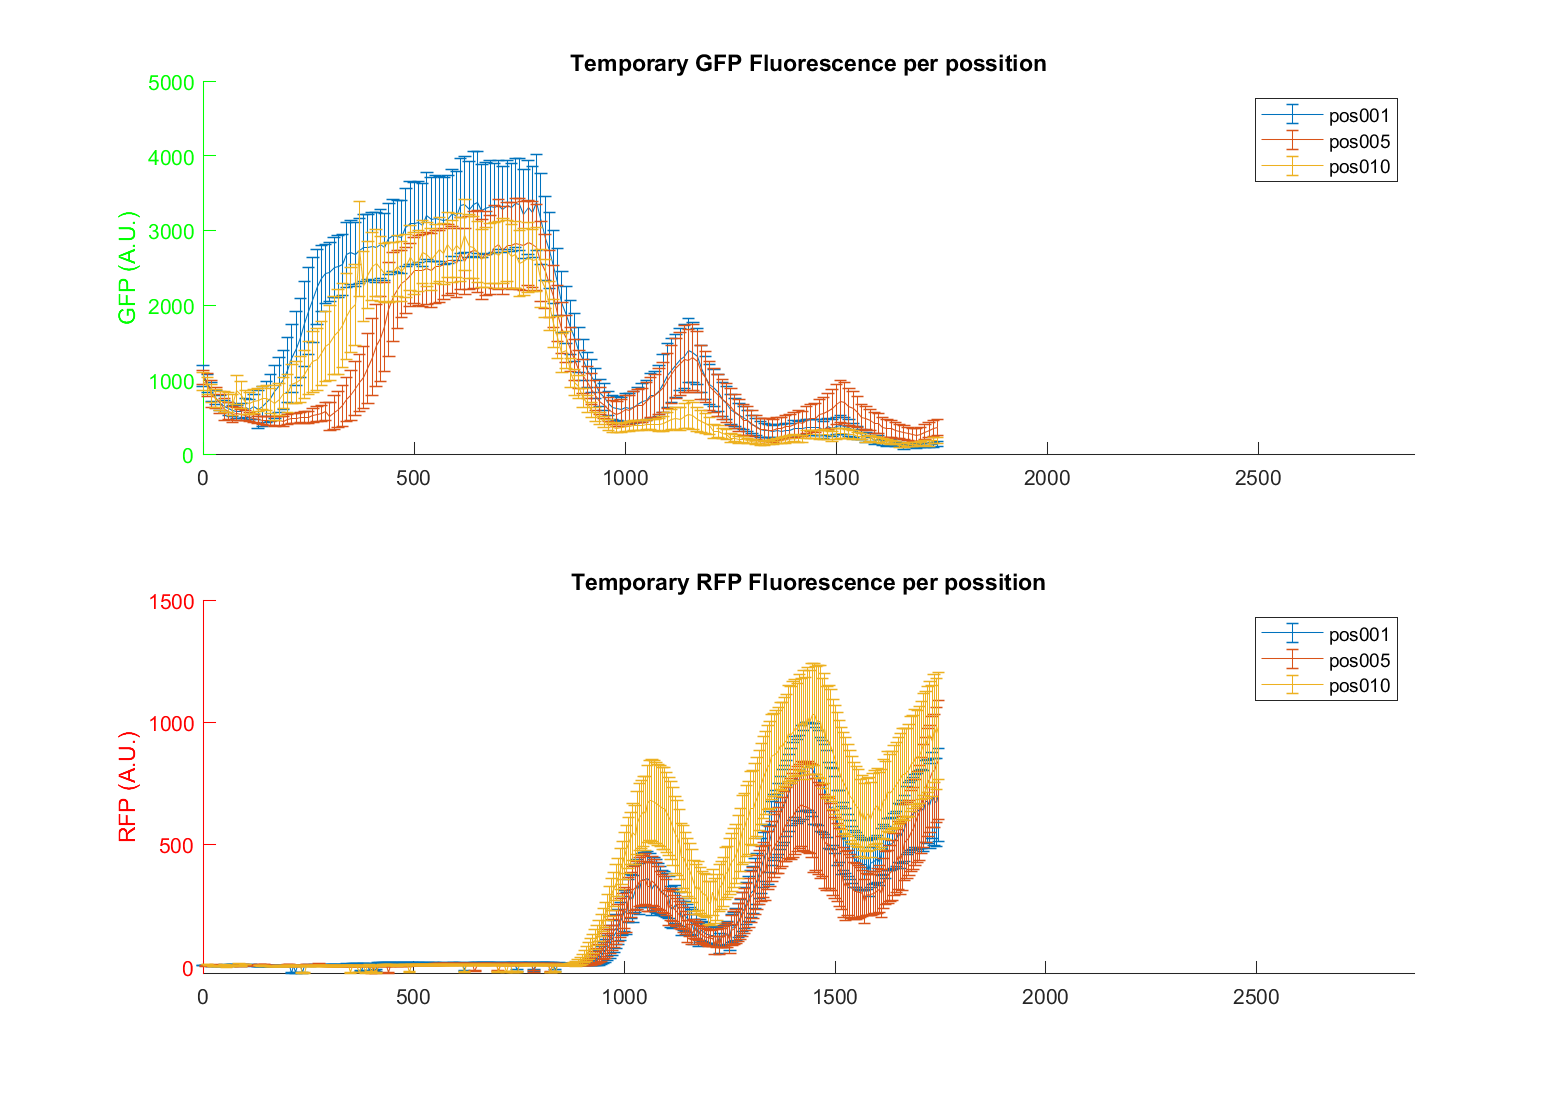 Temporary GFP Fluorescence per possition
5000
4000
3000
2000
1000
0
GFP (A.U.)
pos001
pos005
pos010
0 500 1000 1500 2000 2500
Temporary RFP Fluorescence per possition
1500
1000
500
0
RFP (A.U.)
pos001
pos005
pos010
0 500 1000 1500 2000 2500